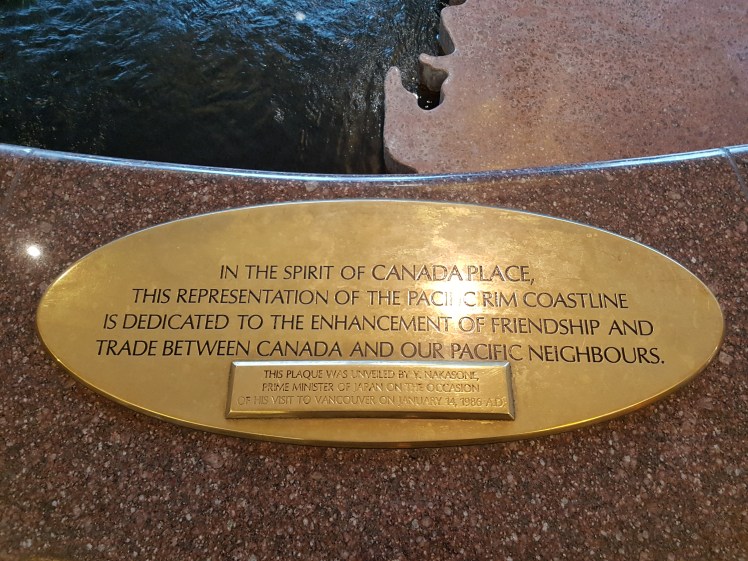 IN THE SPIRIT OF CANADA PLACE,
THIS REPRESENTATION OF THE PACIFIC RIM COASTLINE
IS DEDICATED TO THE ENHANCEMENT OF FRIENDSHIP AND
TRADE BETWEEN CANADA AND OUR PACIFIC NEIGHBOURS.
THIS PLAQUE WAS UNVEILED BY Y. NAKASONE,
PRIME MINISTER OF JAPAN ON THE OCCASION
OF HIS VISIT TO VANCOUVER ON JANUARY 14, 1986 A.D.